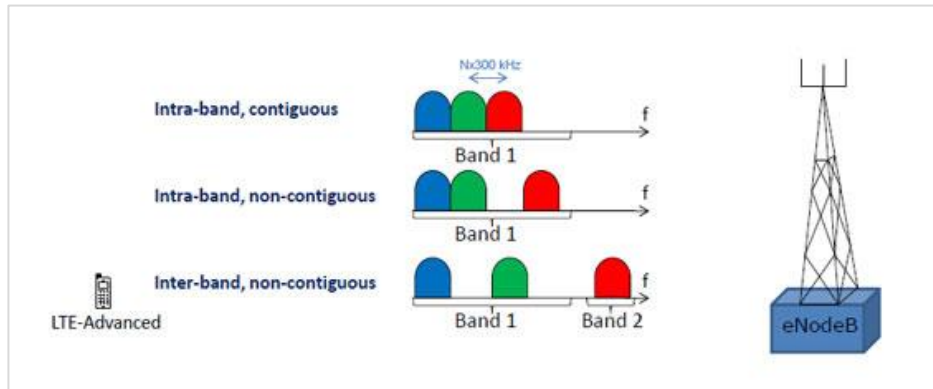 Nx300 kHz
Intra-band, contiguous
f
Band 1
Intra-band, non-contiguous
f
Band 1
Inter-band, non-contiguous
f
Band 1
Band 2
LTE-Advanced
eNodeB